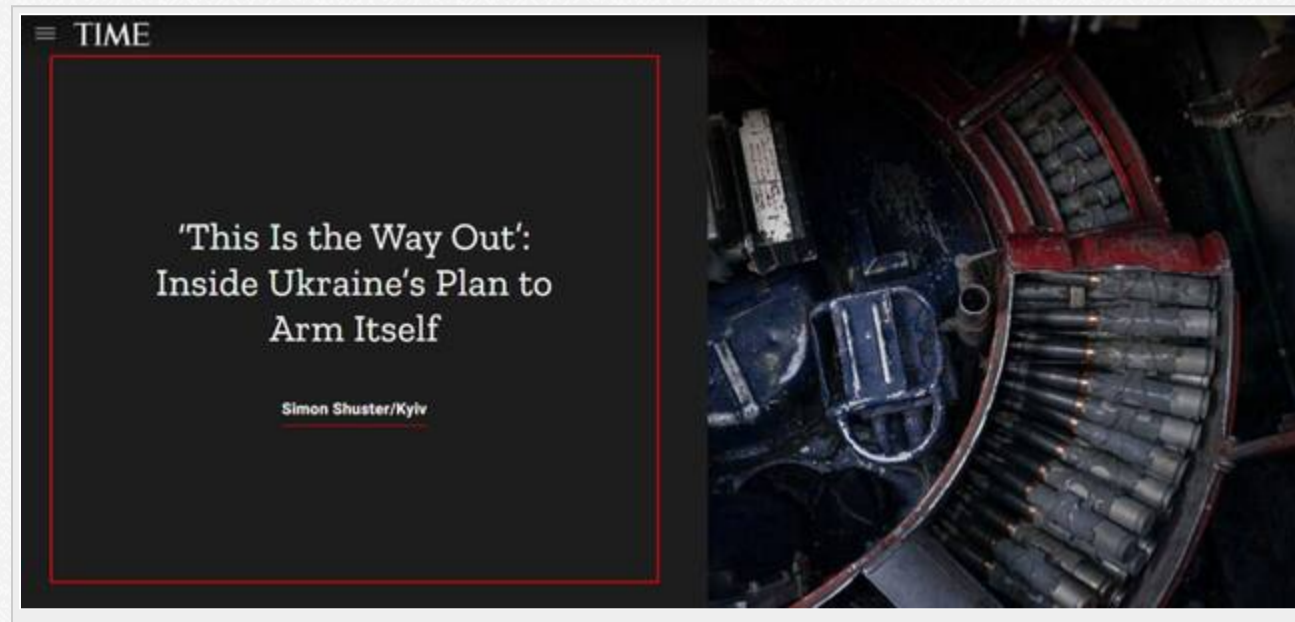 TIME
‘This Is the Way Out’:
Inside Ukraine’s Plan to
Arm Itself
Simon Shuster/Kyiv